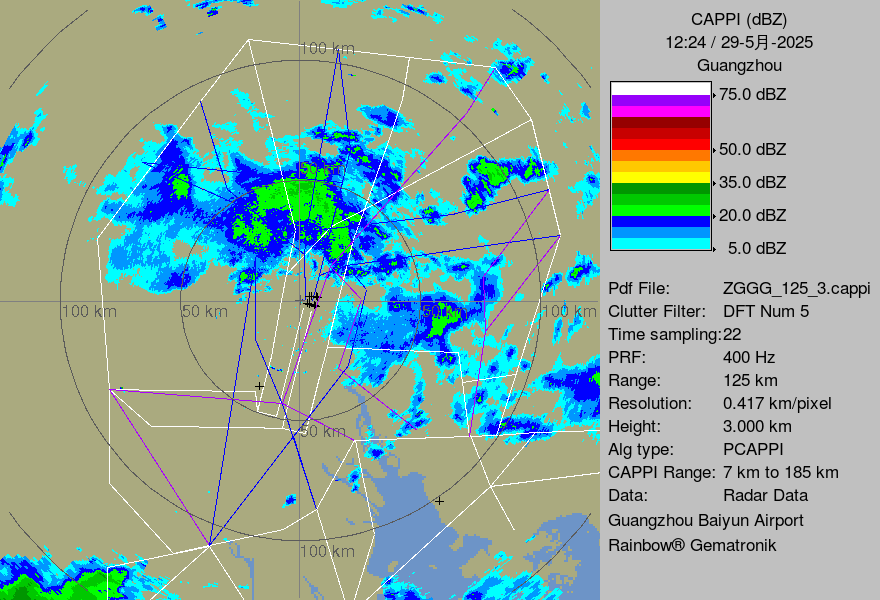 CAPPI (dBZ)
12:24 / 29-5月-2025
Guangzhou
75.0 dBZ
50.0 dBZ
35.0 dBZ
20.0 dBZ
5.0 dBZ
Pdf File: ZGGG_125_3.cappi
Clutter Filter: DFT Num 5
Time sampling:22
PRF: 400 Hz
Range: 125 km
Resolution: 0.417 km/pixel
Height: 3.000 km
Alg type: PCAPPI
CAPPI Range: 7 km to 185 km
Data: Radar Data
Guangzhou Baiyun Airport
Rainbow® Gematronik
100 km
100 km
50 km
50 km
100 km
50 km
100 km